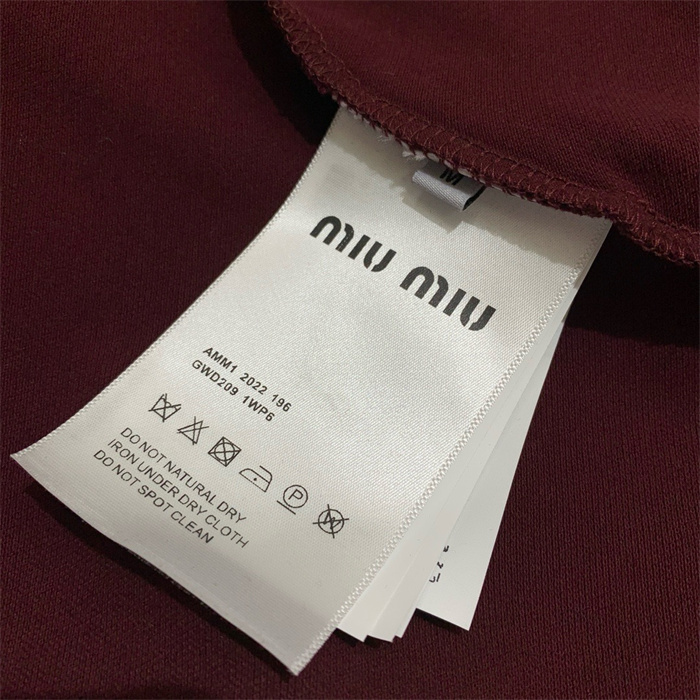 M
miu miu
AMM1 2022 196
GWD209 1WP6
P
W
DO NOT NATURAL DRY
IRON UNDER DRY CLOTH
DO NOT SPOT CLEAN